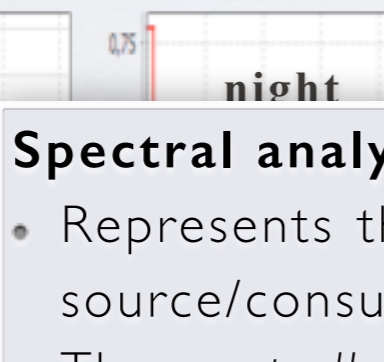 0,75
night
Spectral analy
Represents th
source/consu